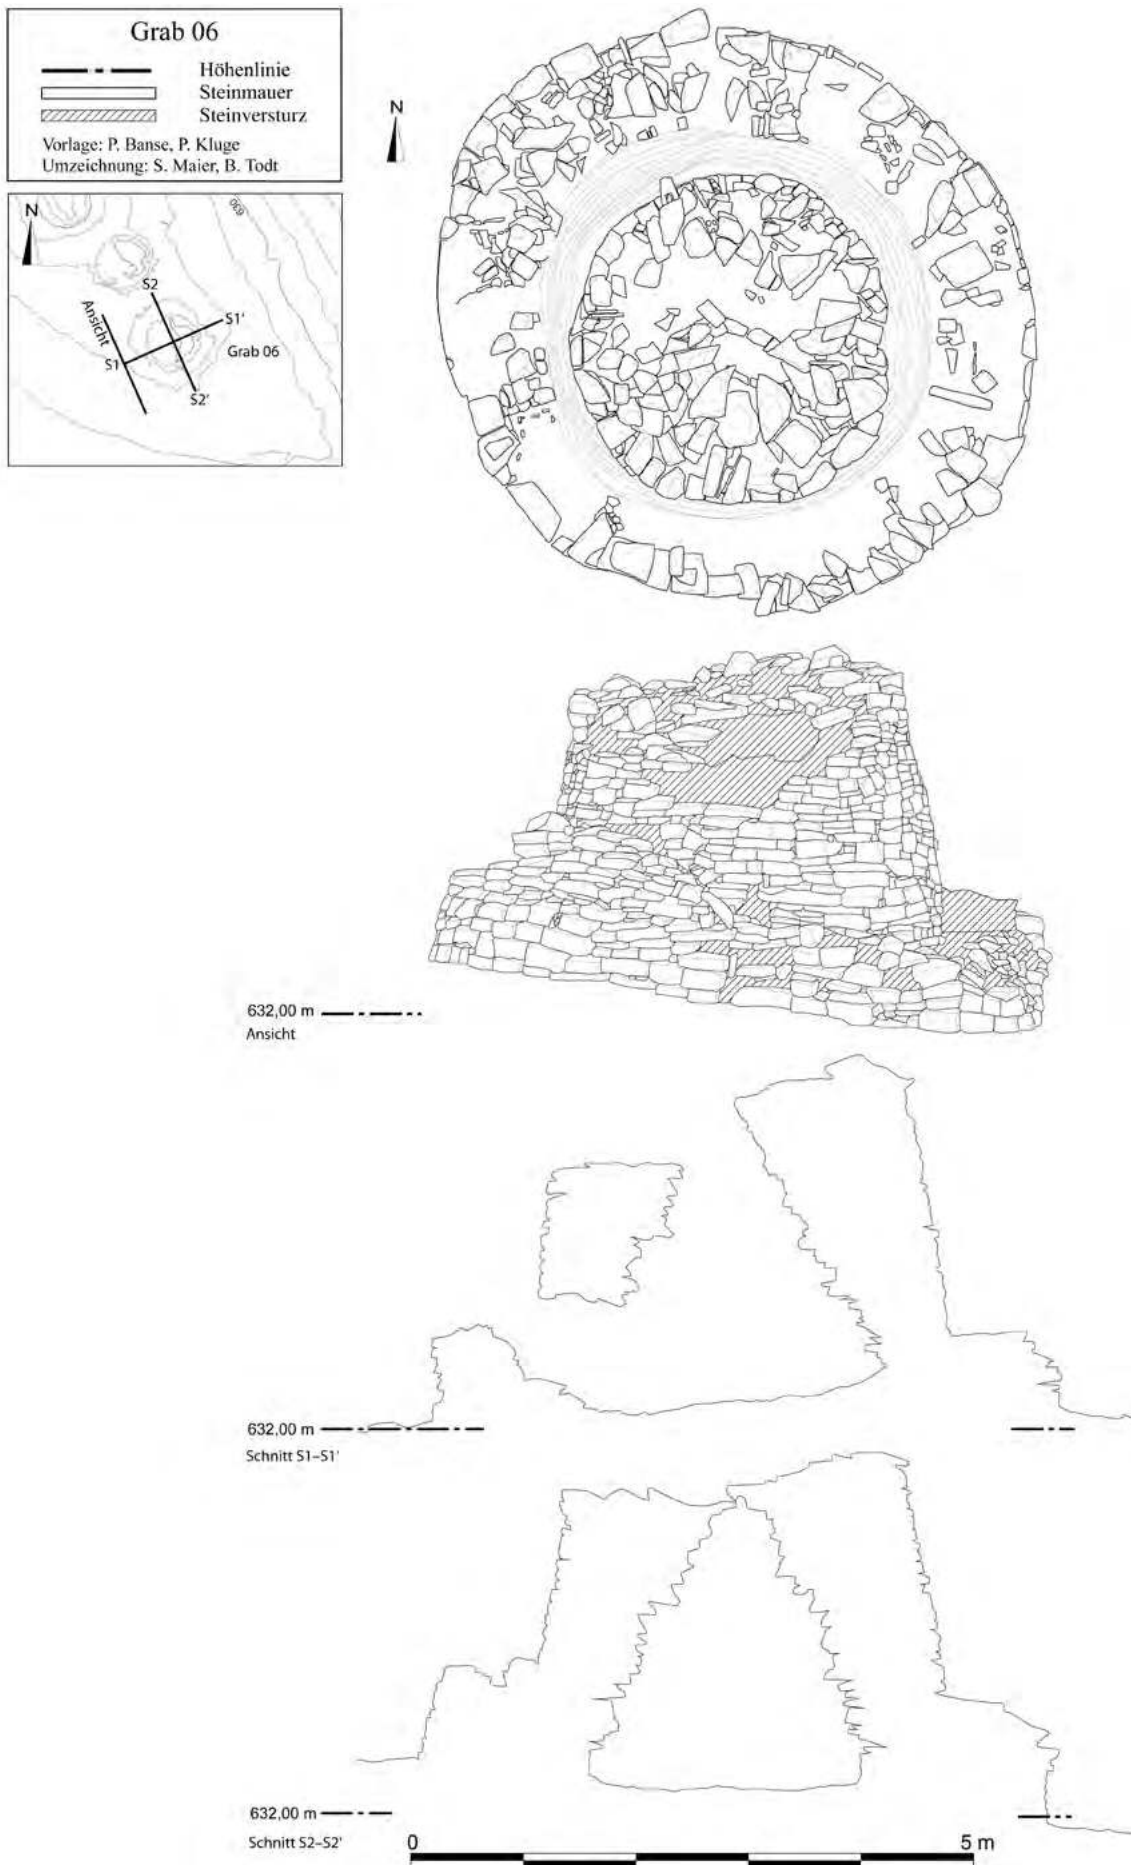 Grab 06
Höhenlinie
Steinmauer
Steinversturz
Vorlage: P. Banse, P. Kluge
Umzeichnung: S. Maier, B. Todt
N
N
630
S2
Ansicht
S1'
S1
Grab 06
S2'
632,00 m
Ansicht
632,00 m
Schnitt S1–S1'
632,00 m
Schnitt S2–S2'
0 5 m